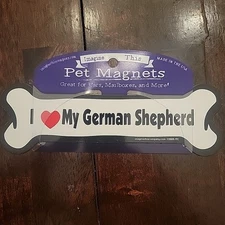 Imagine This
MADE IN THE USA
Pet Magnets
Great for Cars, Mailboxes, and More!
I ❤ My German Shepherd